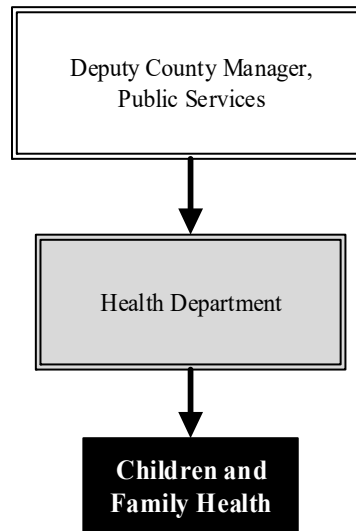 Deputy County Manager,
Public Services
Health Department
Children and
Family Health